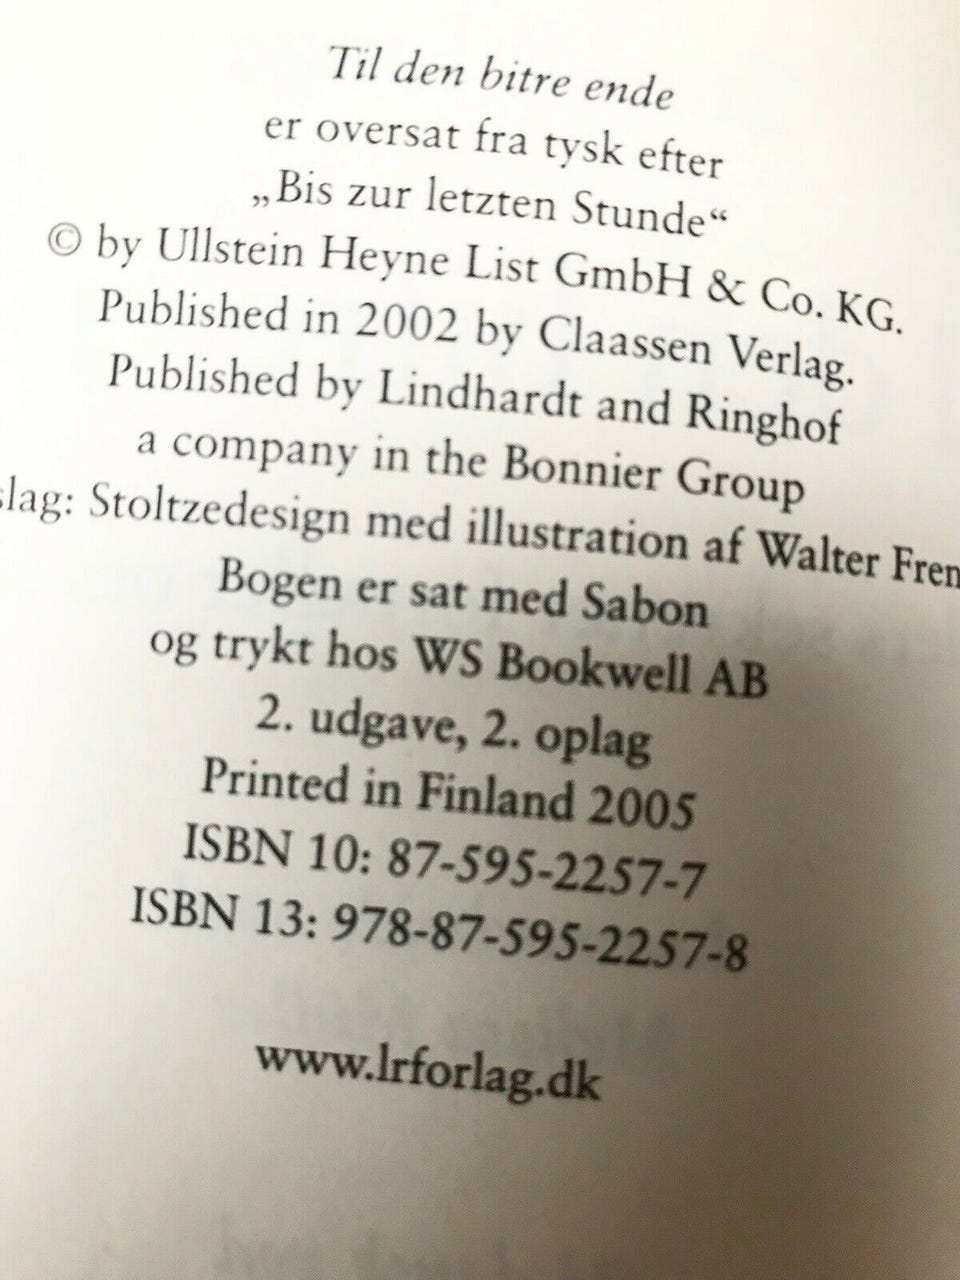 Til den bitre ende
er oversat fra tysk efter
„Bis zur letzten Stunde“
© by Ullstein Heyne List GmbH & Co. KG.
Published in 2002 by Claassen Verlag.
Published by Lindhardt and Ringhof
a company in the Bonnier Group
slag: Stoltzedesign med illustration af Walter Fren
Bogen er sat med Sabon
og trykt hos WS Bookwell AB
2. udgave, 2. oplag
Printed in Finland 2005
ISBN 10: 87-595-2257-7
ISBN 13: 978-87-595-2257-8
www.lrforlag.dk